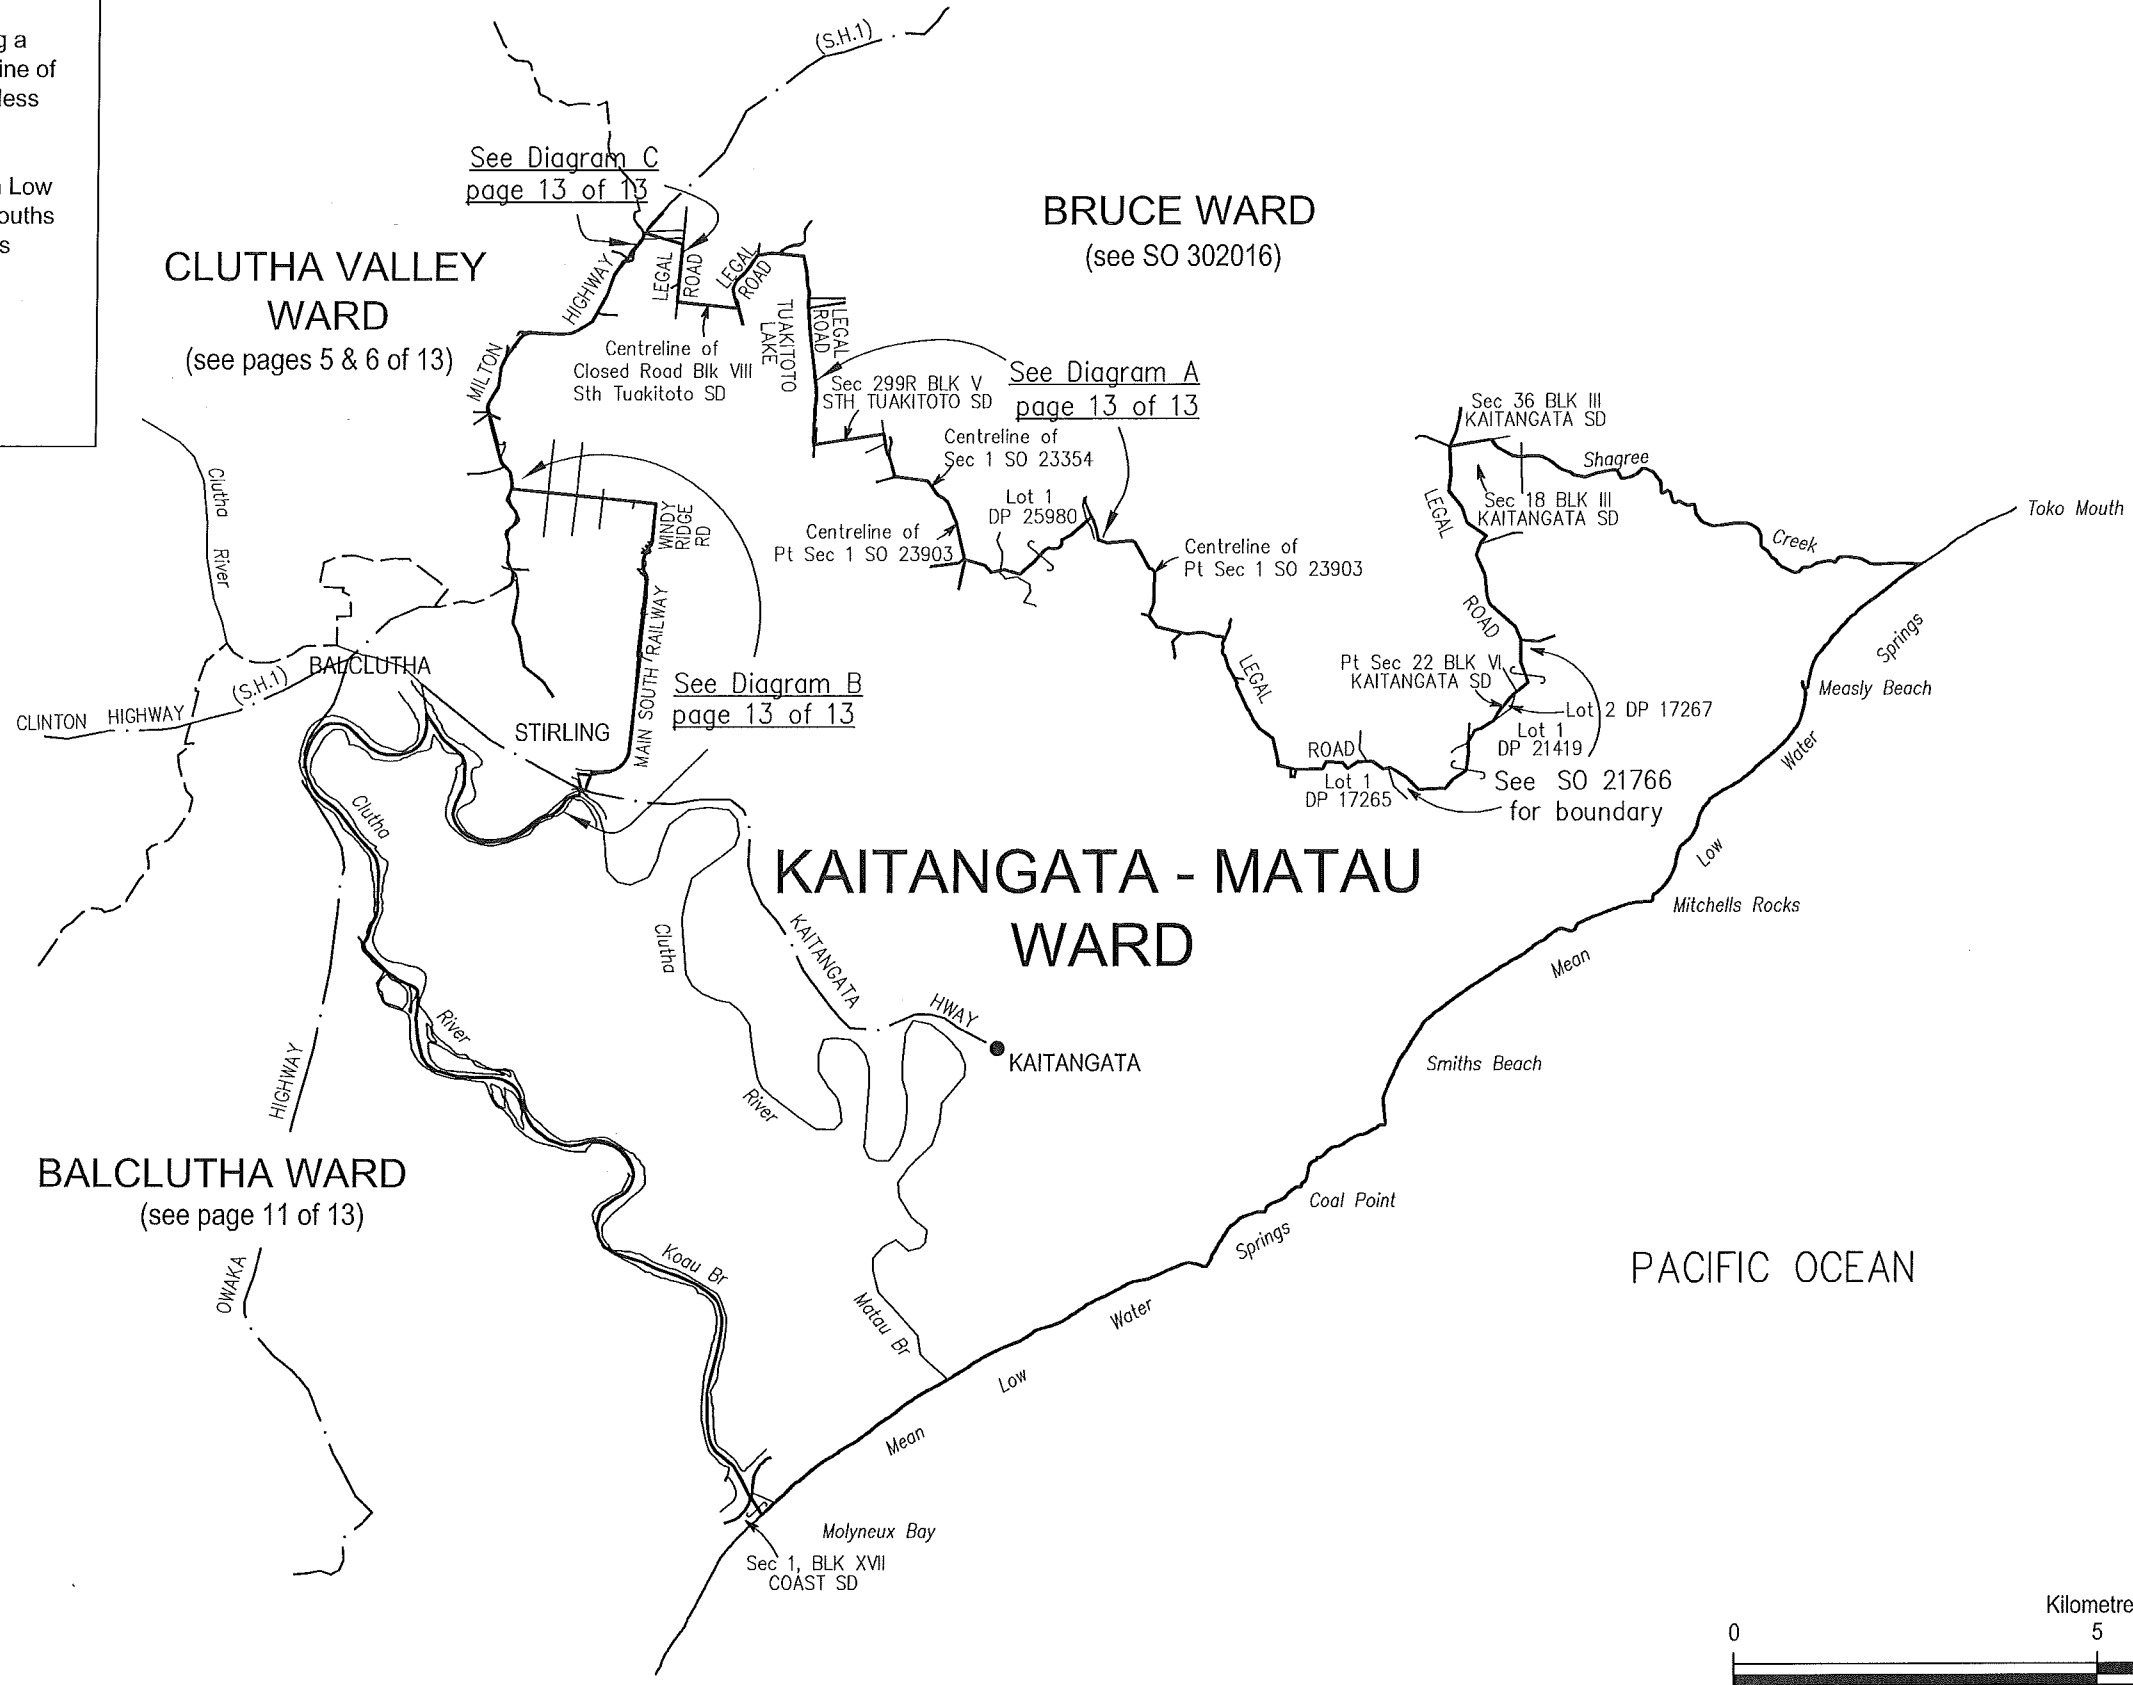 g a
ine of
less
Low
ouths
s
(S.H.1)
See Diagram C
page 13 of 13
BRUCE WARD
(see SO 302016)
CLUTHA VALLEY
WARD
(see pages 5 & 6 of 13)
HIGHWAY
LEGAL
ROAD
LEGAL
ROAD
TUAKITOTO
LAKE
LEGAL
ROAD
MILTON
Centreline of
Closed Road Blk VIII
Sth Tuakitoto SD
See Diagram A
page 13 of 13
Sec 299R BLK V
STH TUAKITOTO SD
Centreline of
Sec 1 SO 23354
Sec 36 BLK III
KAITANGATA SD
Shagree
Creek
Sec 18 BLK III
KAITANGATA SD
LEGAL
ROAD
Toko Mouth
Lot 1
DP 25980
Centreline of
Pt Sec 1 SO 23903
Centreline of
Pt Sec 1 SO 23903
Clutha
River
WINDY
RIDGE
RD
MAIN SOUTH RAILWAY
BALCLUTHA
(S.H.1)
CLINTON HIGHWAY
STIRLING
See Diagram B
page 13 of 13
LEGAL
ROAD
Pt Sec 22 BLK VI
KAITANGATA SD
Lot 2 DP 17267
Lot 1
DP 21419
Lot 1
DP 17265
See SO 21766
for boundary
Springs
Measly Beach
Water
Low
Mitchells Rocks
Mean
KAITANGATA - MATAU
WARD
Clutha
River
Clutha
River
KAITANGATA
HWAY
KAITANGATA
Smiths Beach
HIGHWAY
BALCLUTHA WARD
(see page 11 of 13)
OWAKA
Koau Br
Matau Br
Coal Point
Springs
Water
Low
Mean
PACIFIC OCEAN
Molyneux Bay
Sec 1, BLK XVII
COAST SD
Kilometre
0 5